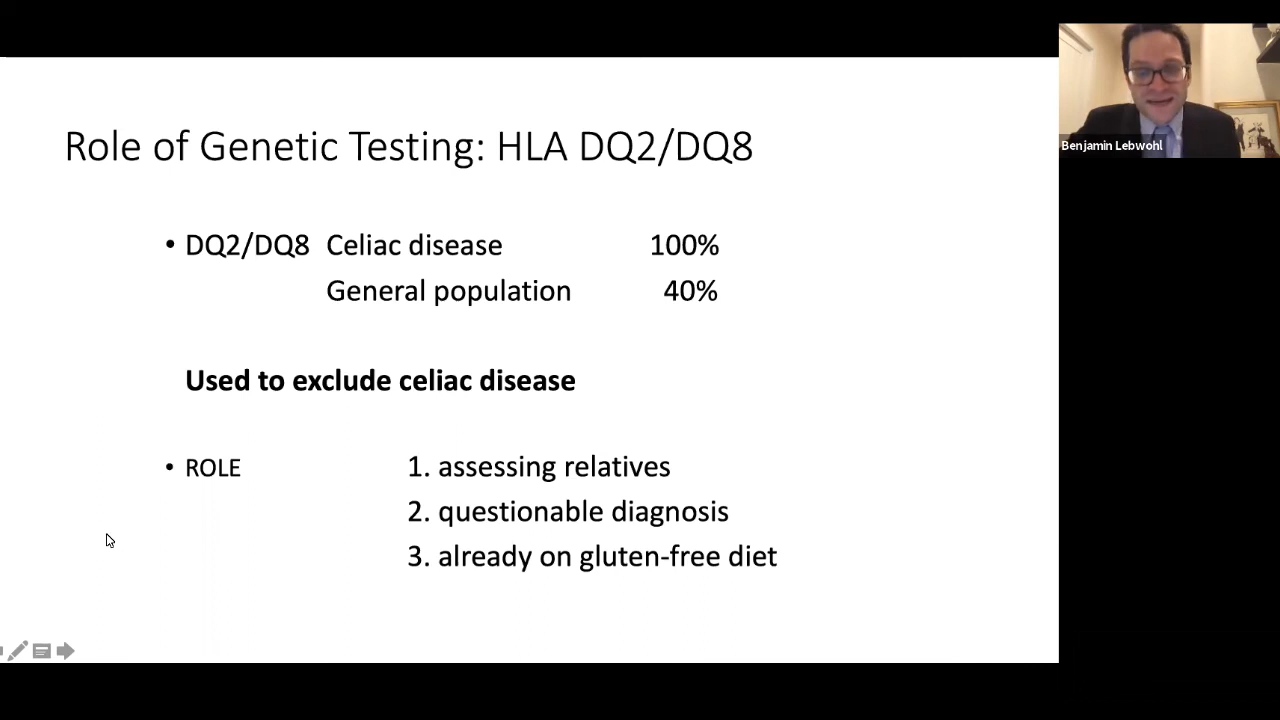 Role of Genetic Testing: HLA DQ2/DQ8
• DQ2/DQ8 Celiac disease 100%
General population 40%
Used to exclude celiac disease
• ROLE 1. assessing relatives
2. questionable diagnosis
3. already on gluten-free diet
Benjamin Lebwohl